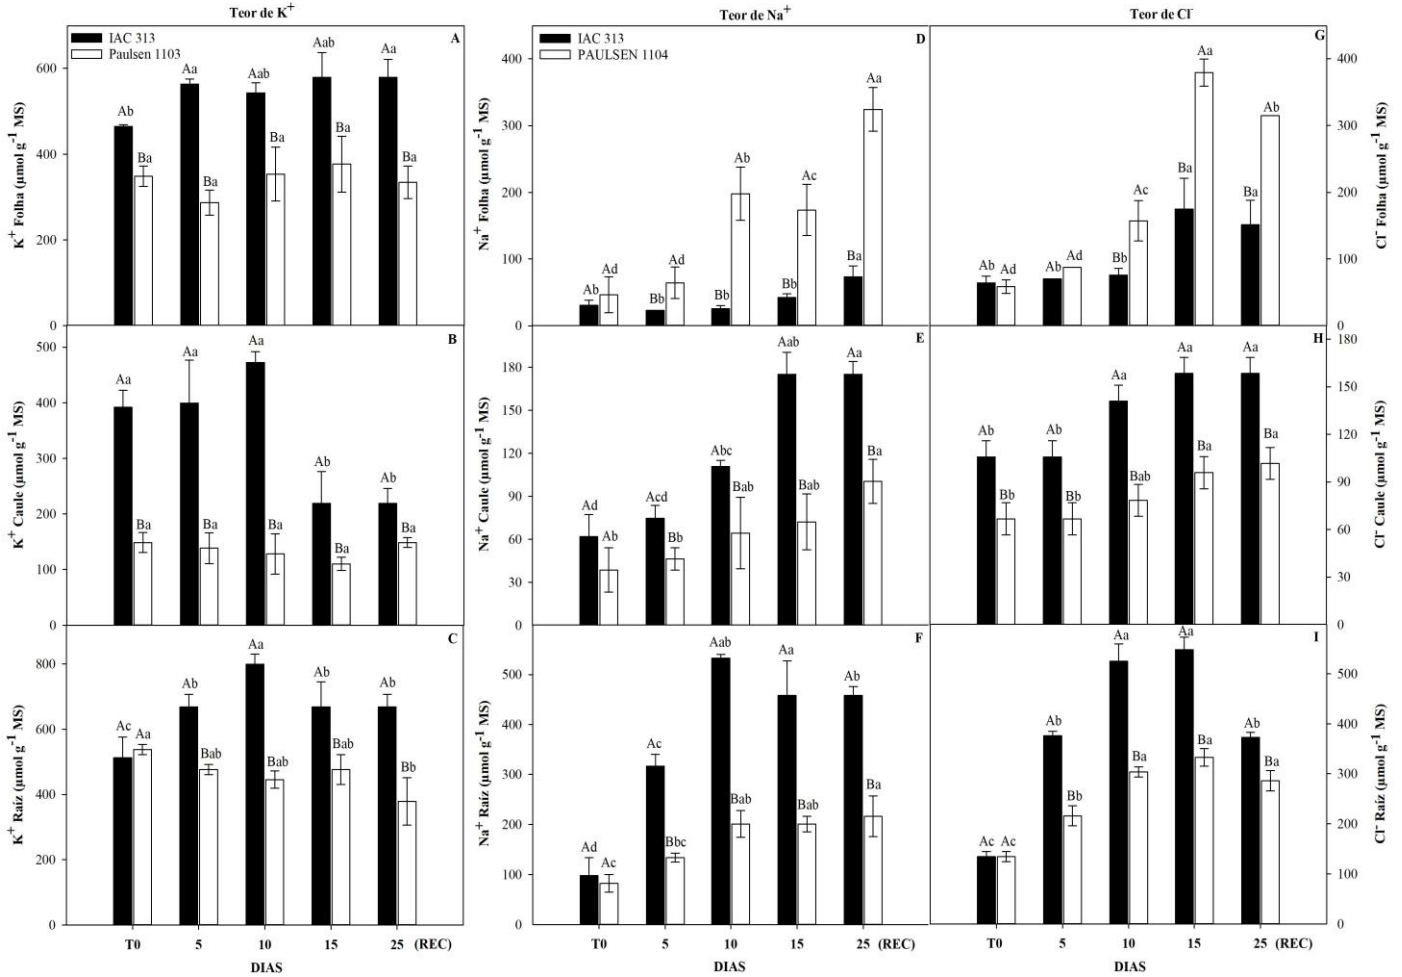 Teor de K+
Teor de Na+
Teor de Cl-
IAC 313
Paulsen 1103
A
IAC 313
PAULSEN 1104
D
G
K+ Folha (µmol g-1 MS)
600
400
200
0
Ab
Ba
Aa
Ba
Aab
Ba
Aab
Ba
Aa
Ba
Na+ Folha (µmol g-1 MS)
400
300
200
100
0
Ab
Ad
Bb
Ad
Bb
Ab
Bb
Ac
Ba
Aa
Ab
Ad
Ab
Ad
Bb
Ac
Ba
Aa
Ba
Ab
400
300
200
100
0
Cl- Folha (µmol g-1 MS)
B
E
H
K+ Caule (µmol g-1 MS)
500
400
300
200
100
0
Aa
Ba
Aa
Ba
Aa
Ba
Ab
Ba
Ab
Ba
Na+ Caule (µmol g-1 MS)
180
150
120
90
60
30
0
Ad
Ab
Acd
Bb
Abc
Bab
Aab
Bab
Aa
Ba
Ab
Bb
Ab
Bb
Aa
Bab
Aa
Ba
Aa
Ba
180
150
120
90
60
30
0
Cl- Caule (µmol g-1 MS)
C
F
I
K+ Raíz (µmol g-1 MS)
800
600
400
200
0
Ac
Aa
Ab
Bab
Aa
Bab
Ab
Bab
Ab
Bb
Na+ Raíz (µmol g-1 MS)
500
400
300
200
100
0
Ad
Ac
Ac
Bbc
Aab
Bab
Aa
Bab
Ab
Ba
Ac
Ac
Ab
Bb
Aa
Ba
Aa
Ba
Ab
Ba
500
400
300
200
100
0
Cl- Raíz (µmol g-1 MS)
T0 5 10 15 25 (REC)
T0 5 10 15 25 (REC)
T0 5 10 15 25 (REC)
DIAS
DIAS
DIAS